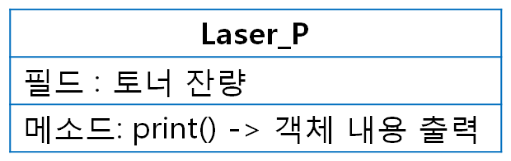 Laser_P
필드 : 토너 잔량
메소드: print() -> 객체 내용 출력